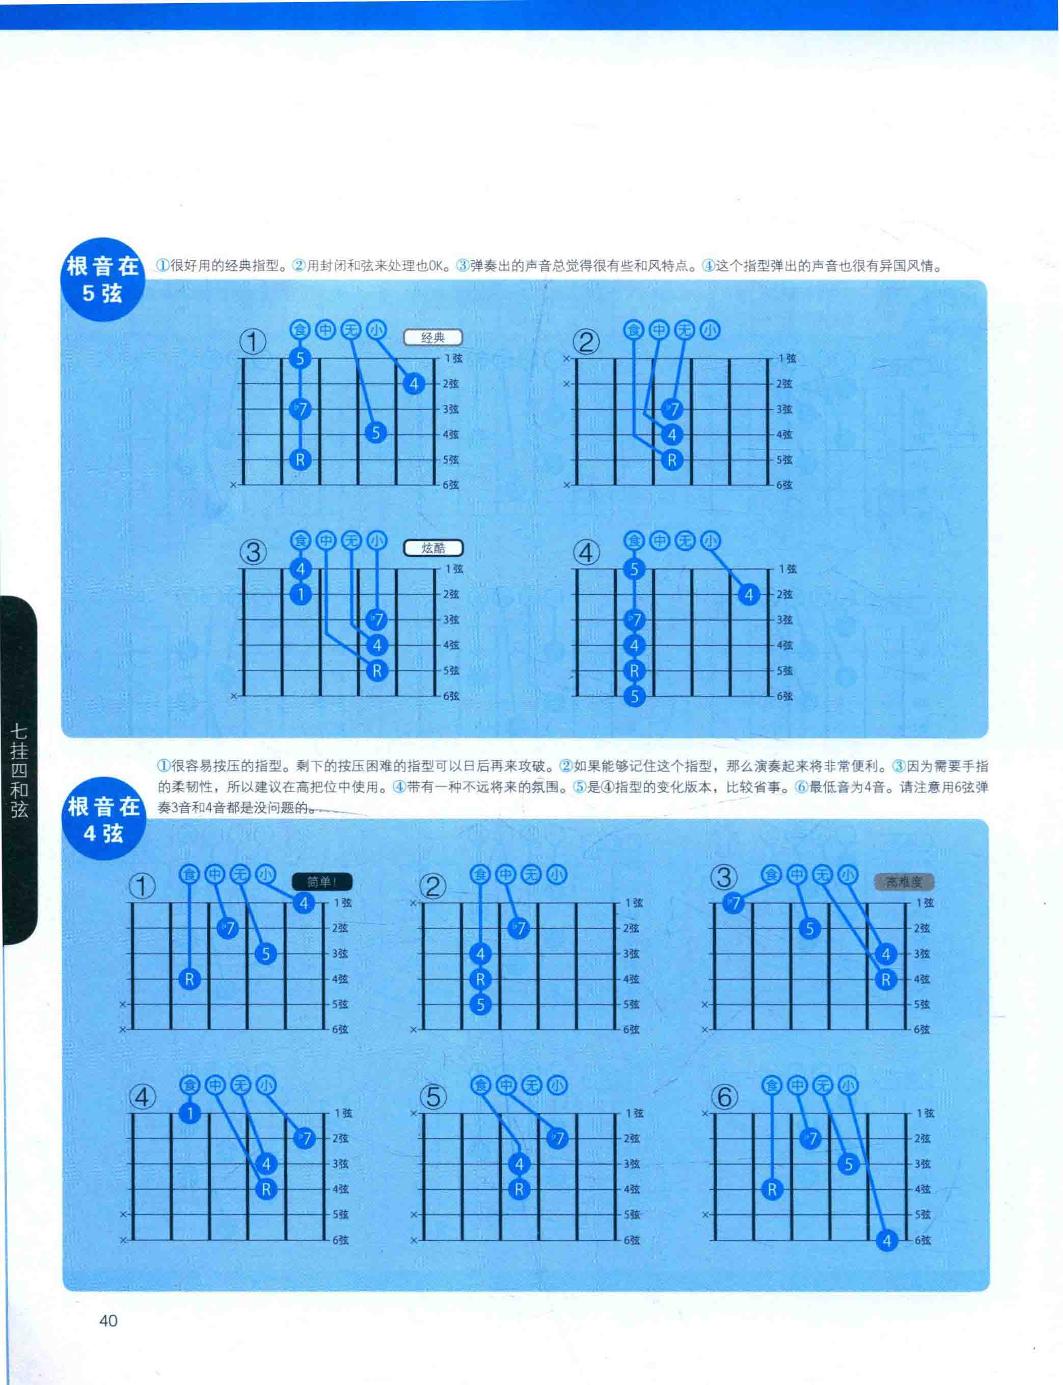 根音在
5弦
①很好用的经典指型。②用封闭和弦来处理也OK。③弹奏出的声音总觉得很有些和风特点。④这个指型弹出的声音也很有异国风情。
① 食 中 无 小 经典
5 1弦
4 2弦
♭7 3弦
5 4弦
R 5弦
× 6弦
② 食 中 无 小
× 1弦
× 2弦
♭7 3弦
4 4弦
R 5弦
× 6弦
③ 食 中 无 小 炫酷
4 1弦
1 2弦
♭7 3弦
4 4弦
R 5弦
× 6弦
④ 食 中 无 小
5 1弦
4 2弦
♭7 3弦
4 4弦
R 5弦
5 6弦
七挂四和弦
根音在
4弦
①很容易按压的指型。剩下的按压困难的指型可以日后再来攻破。②如果能够记住这个指型，那么演奏起来将非常便利。③因为需要手指
的柔韧性，所以建议在高把位中使用。④带有一种不远将来的氛围。⑤是④指型的变化版本，比较省事。⑥最低音为4音。请注意用6弦弹
奏3音和4音都是没问题的。
① 食 中 无 小 简单！
4 1弦
♭7 2弦
5 3弦
R 4弦
× 5弦
× 6弦
② 食 中 无 小
× 1弦
♭7 2弦
4 3弦
R 4弦
5 5弦
× 6弦
③ 食 中 无 小 高难度
♭7 1弦
5 2弦
4 3弦
R 4弦
× 5弦
× 6弦
④ 食 中 无 小
1 1弦
♭7 2弦
4 3弦
R 4弦
× 5弦
× 6弦
⑤ 食 中 无 小
× 1弦
♭7 2弦
4 3弦
R 4弦
× 5弦
× 6弦
⑥ 食 中 无 小
× 1弦
♭7 2弦
5 3弦
R 4弦
× 5弦
4 6弦
40